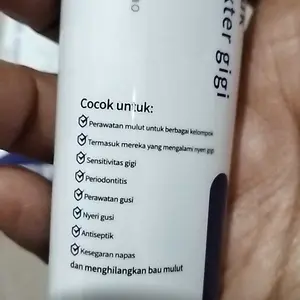 kter gigi
Cocok untuk:
Perawatan mulut untuk berbagai kelompok
Termasuk mereka yang mengalami nyeri gigi
Sensitivitas gigi
Periodontitis
Perawatan gusi
Nyeri gusi
Antiseptik
Kesegaran napas
dan menghilangkan bau mulut